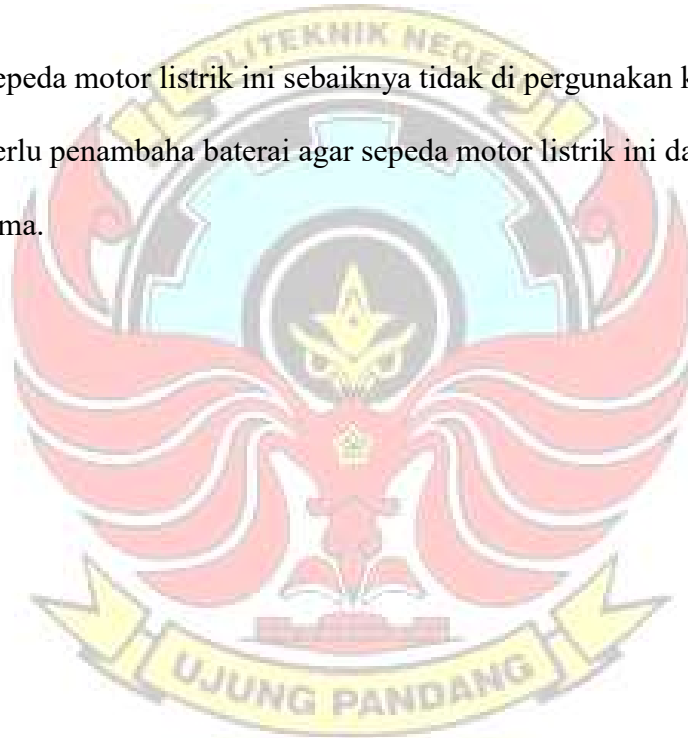 POLITEKNIK NEGERI
epeda motor listrik ini sebaiknya tidak di pergunakan k
erlu penambaha baterai agar sepeda motor listrik ini da
ma.
UJUNG PANDANG